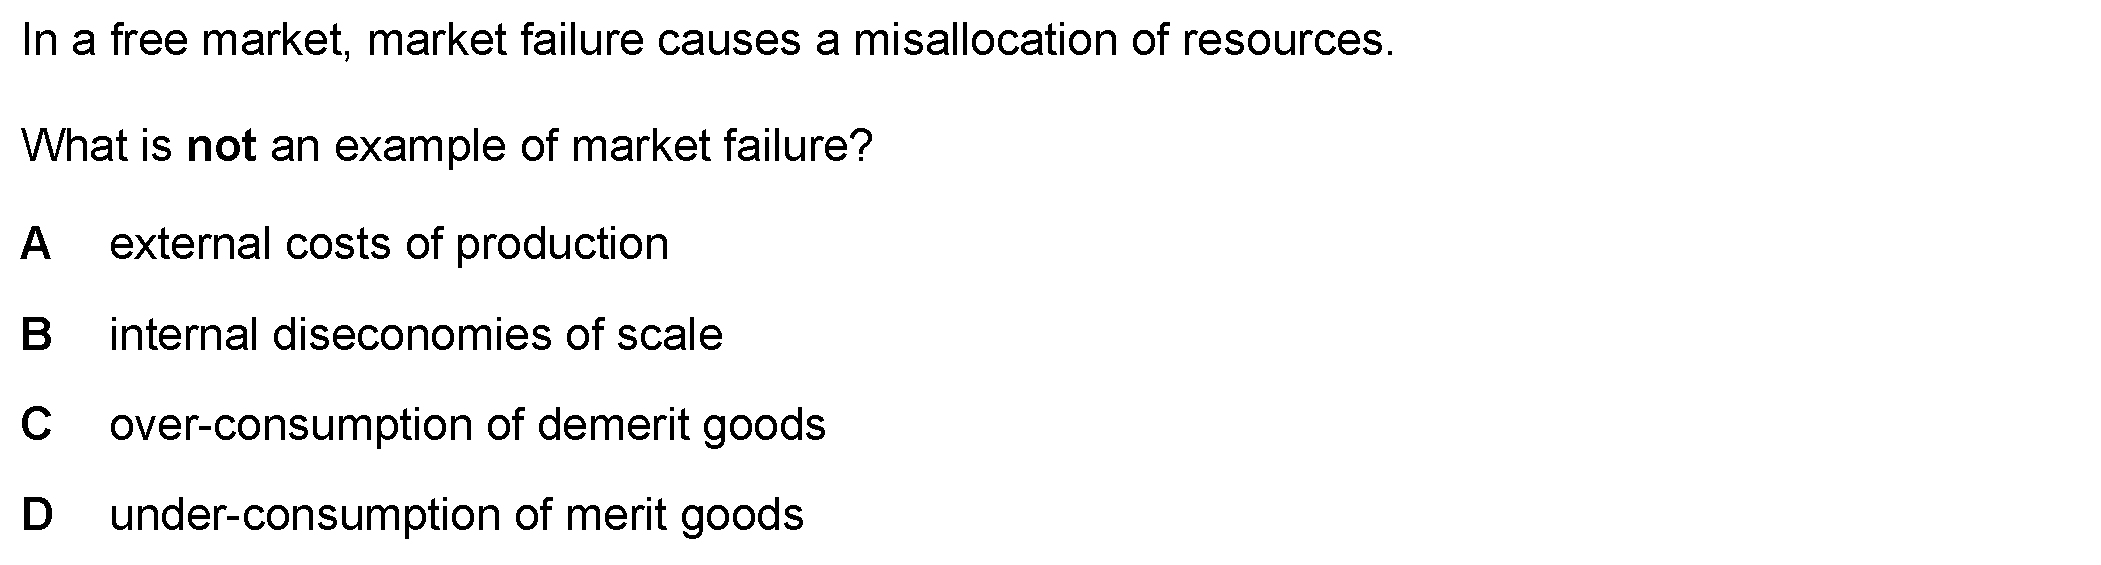 In a free market, market failure causes a misallocation of resources.
What is not an example of market failure?
A external costs of production
B internal diseconomies of scale
C over-consumption of demerit goods
D under-consumption of merit goods